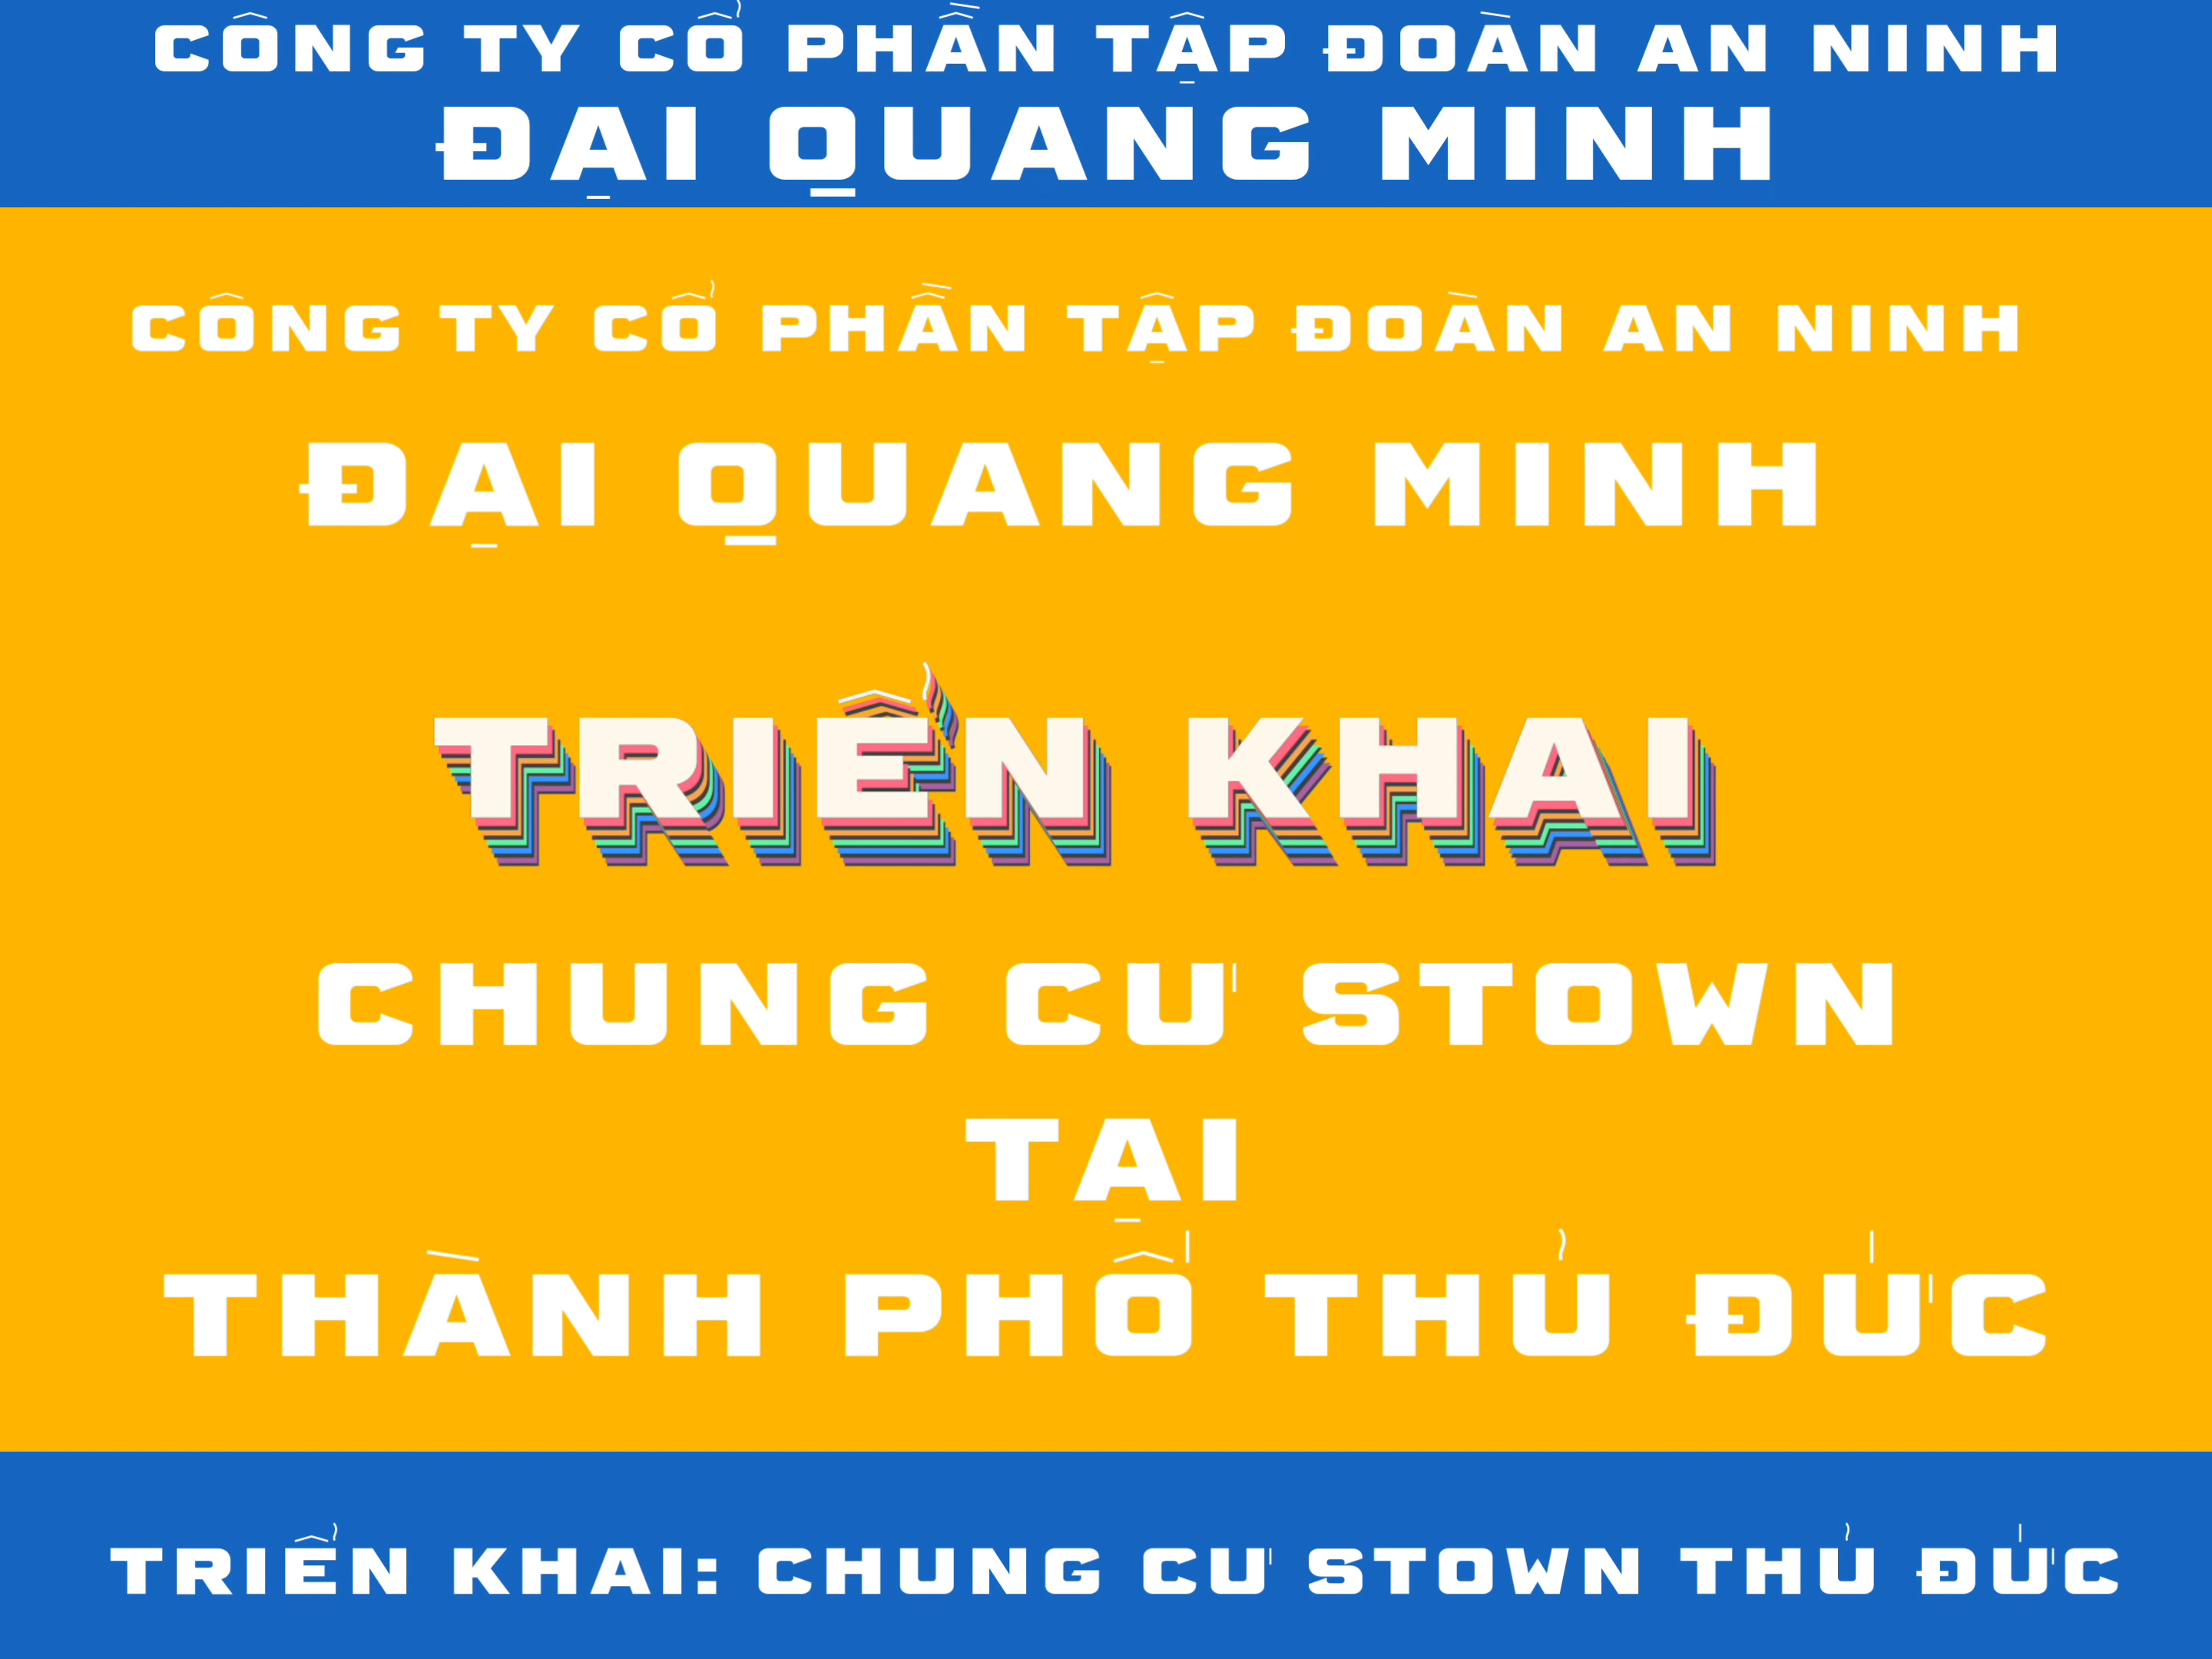 CÔNG TY CỔ PHẦN TẬP ĐOÀN AN NINH
ĐẠI QUANG MINH
CÔNG TY CỔ PHẦN TẬP ĐOÀN AN NINH
ĐẠI QUANG MINH
TRIỂN KHAI
CHUNG CƯ STOWN
TẠI
THÀNH PHỐ THỦ ĐỨC
TRIỂN KHAI: CHUNG CƯ STOWN THỦ ĐỨC